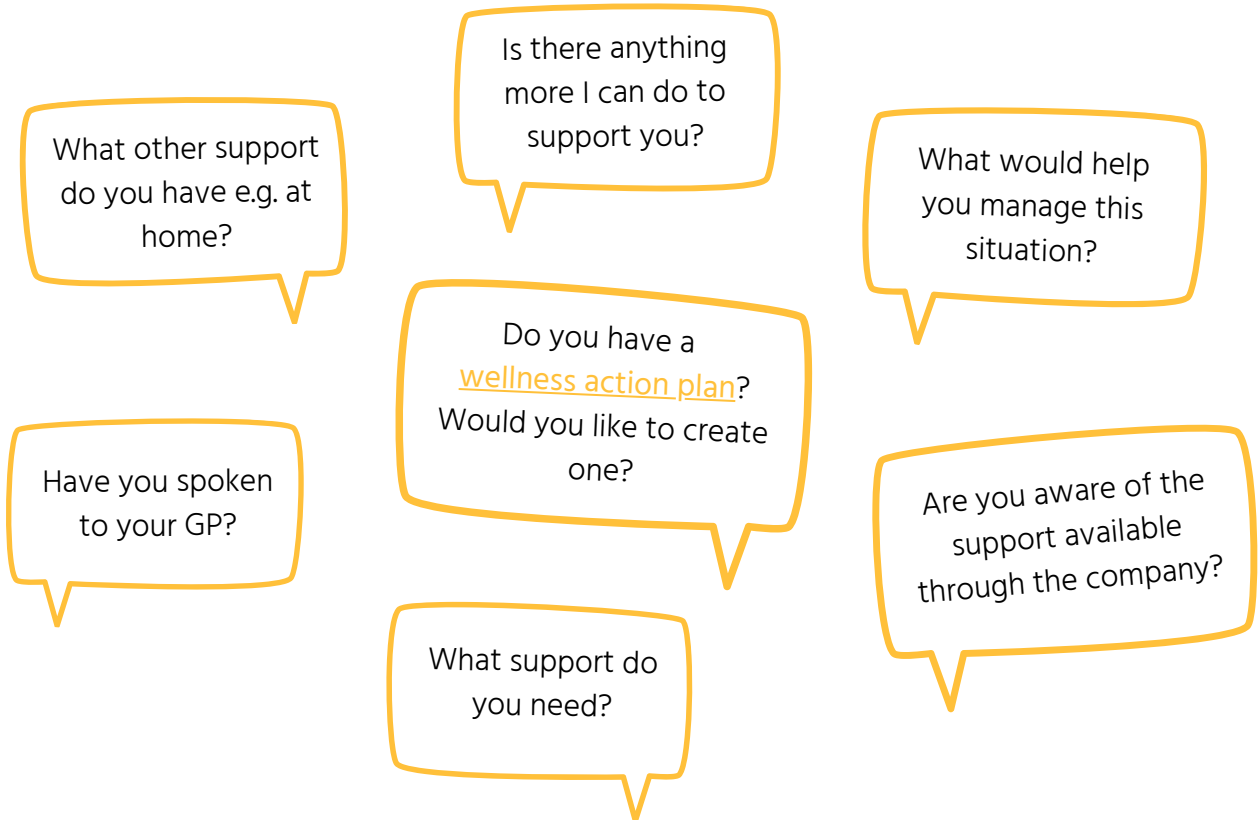 Is there anything
more I can do to
support you?
What other support
do you have e.g. at
home?
What would help
you manage this
situation?
Do you have a
wellness action plan?
Would you like to create
one?
Have you spoken
to your GP?
Are you aware of the
support available
through the company?
What support do
you need?